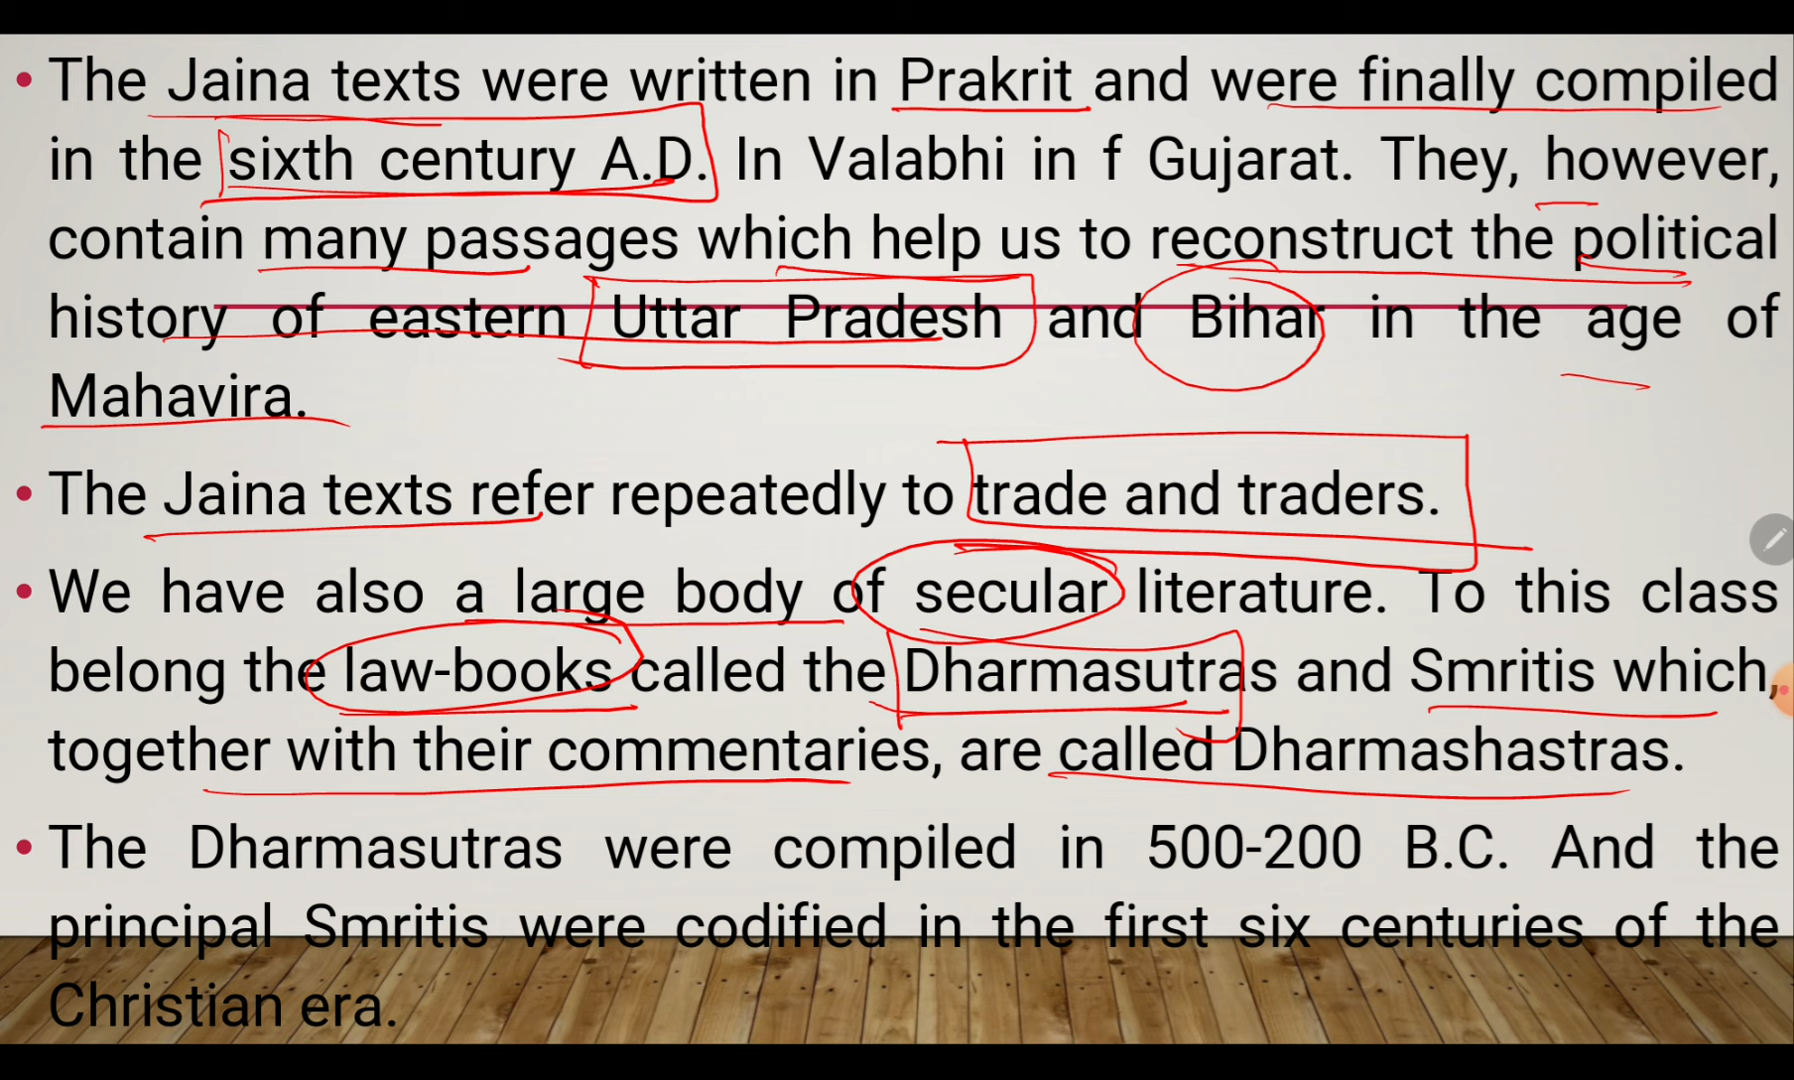 • The Jaina texts were written in Prakrit and were finally compiled
in the sixth century A.D. In Valabhi in f Gujarat. They, however,
contain many passages which help us to reconstruct the political
history of eastern Uttar Pradesh and Bihar in the age of
Mahavira.
• The Jaina texts refer repeatedly to trade and traders.
• We have also a large body of secular literature. To this class
belong the law-books called the Dharmasutras and Smritis which,
together with their commentaries, are called Dharmashastras.
• The Dharmasutras were compiled in 500-200 B.C. And the
principal Smritis were codified in the first six centuries of the
Christian era.